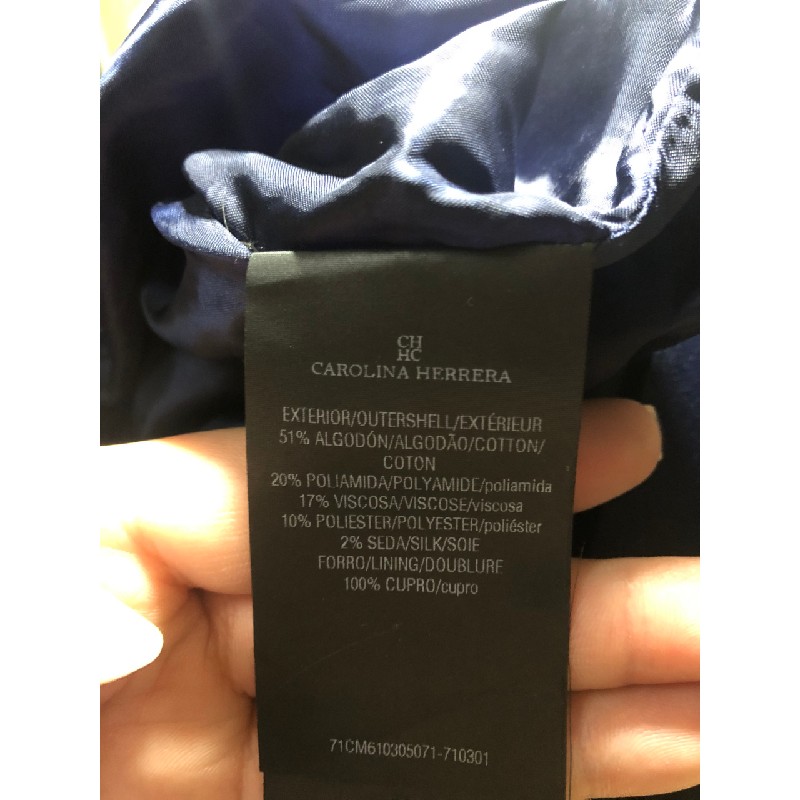 CH
HC
CAROLINA HERRERA
EXTERIOR/OUTERSHELL/EXTÉRIEUR
51% ALGODÓN/ALGODÃO/COTTON/
COTON
20% POLIAMIDA/POLYAMIDE/poliamida
17% VISCOSA/VISCOSE/viscosa
10% POLIESTER/POLYESTER/poliéster
2% SEDA/SILK/SOIE
FORRO/LINING/DOUBLURE
100% CUPRO/cupro
71CM610305071-710301